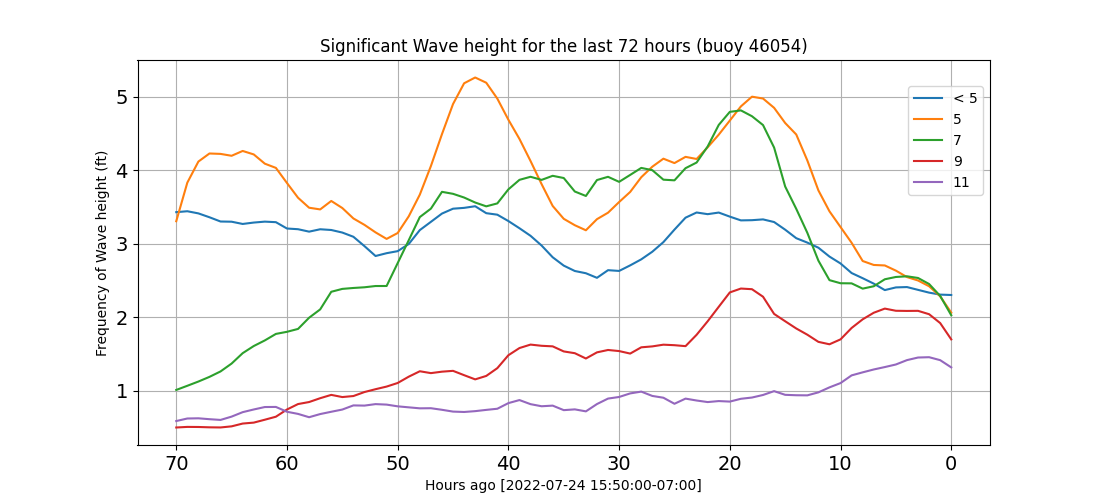 Significant Wave height for the last 72 hours (buoy 46054)
Frequency of Wave height (ft)
5
4
3
2
1
< 5
5
7
9
11
70 60 50 40 30 20 10 0
Hours ago [2022-07-24 15:50:00-07:00]